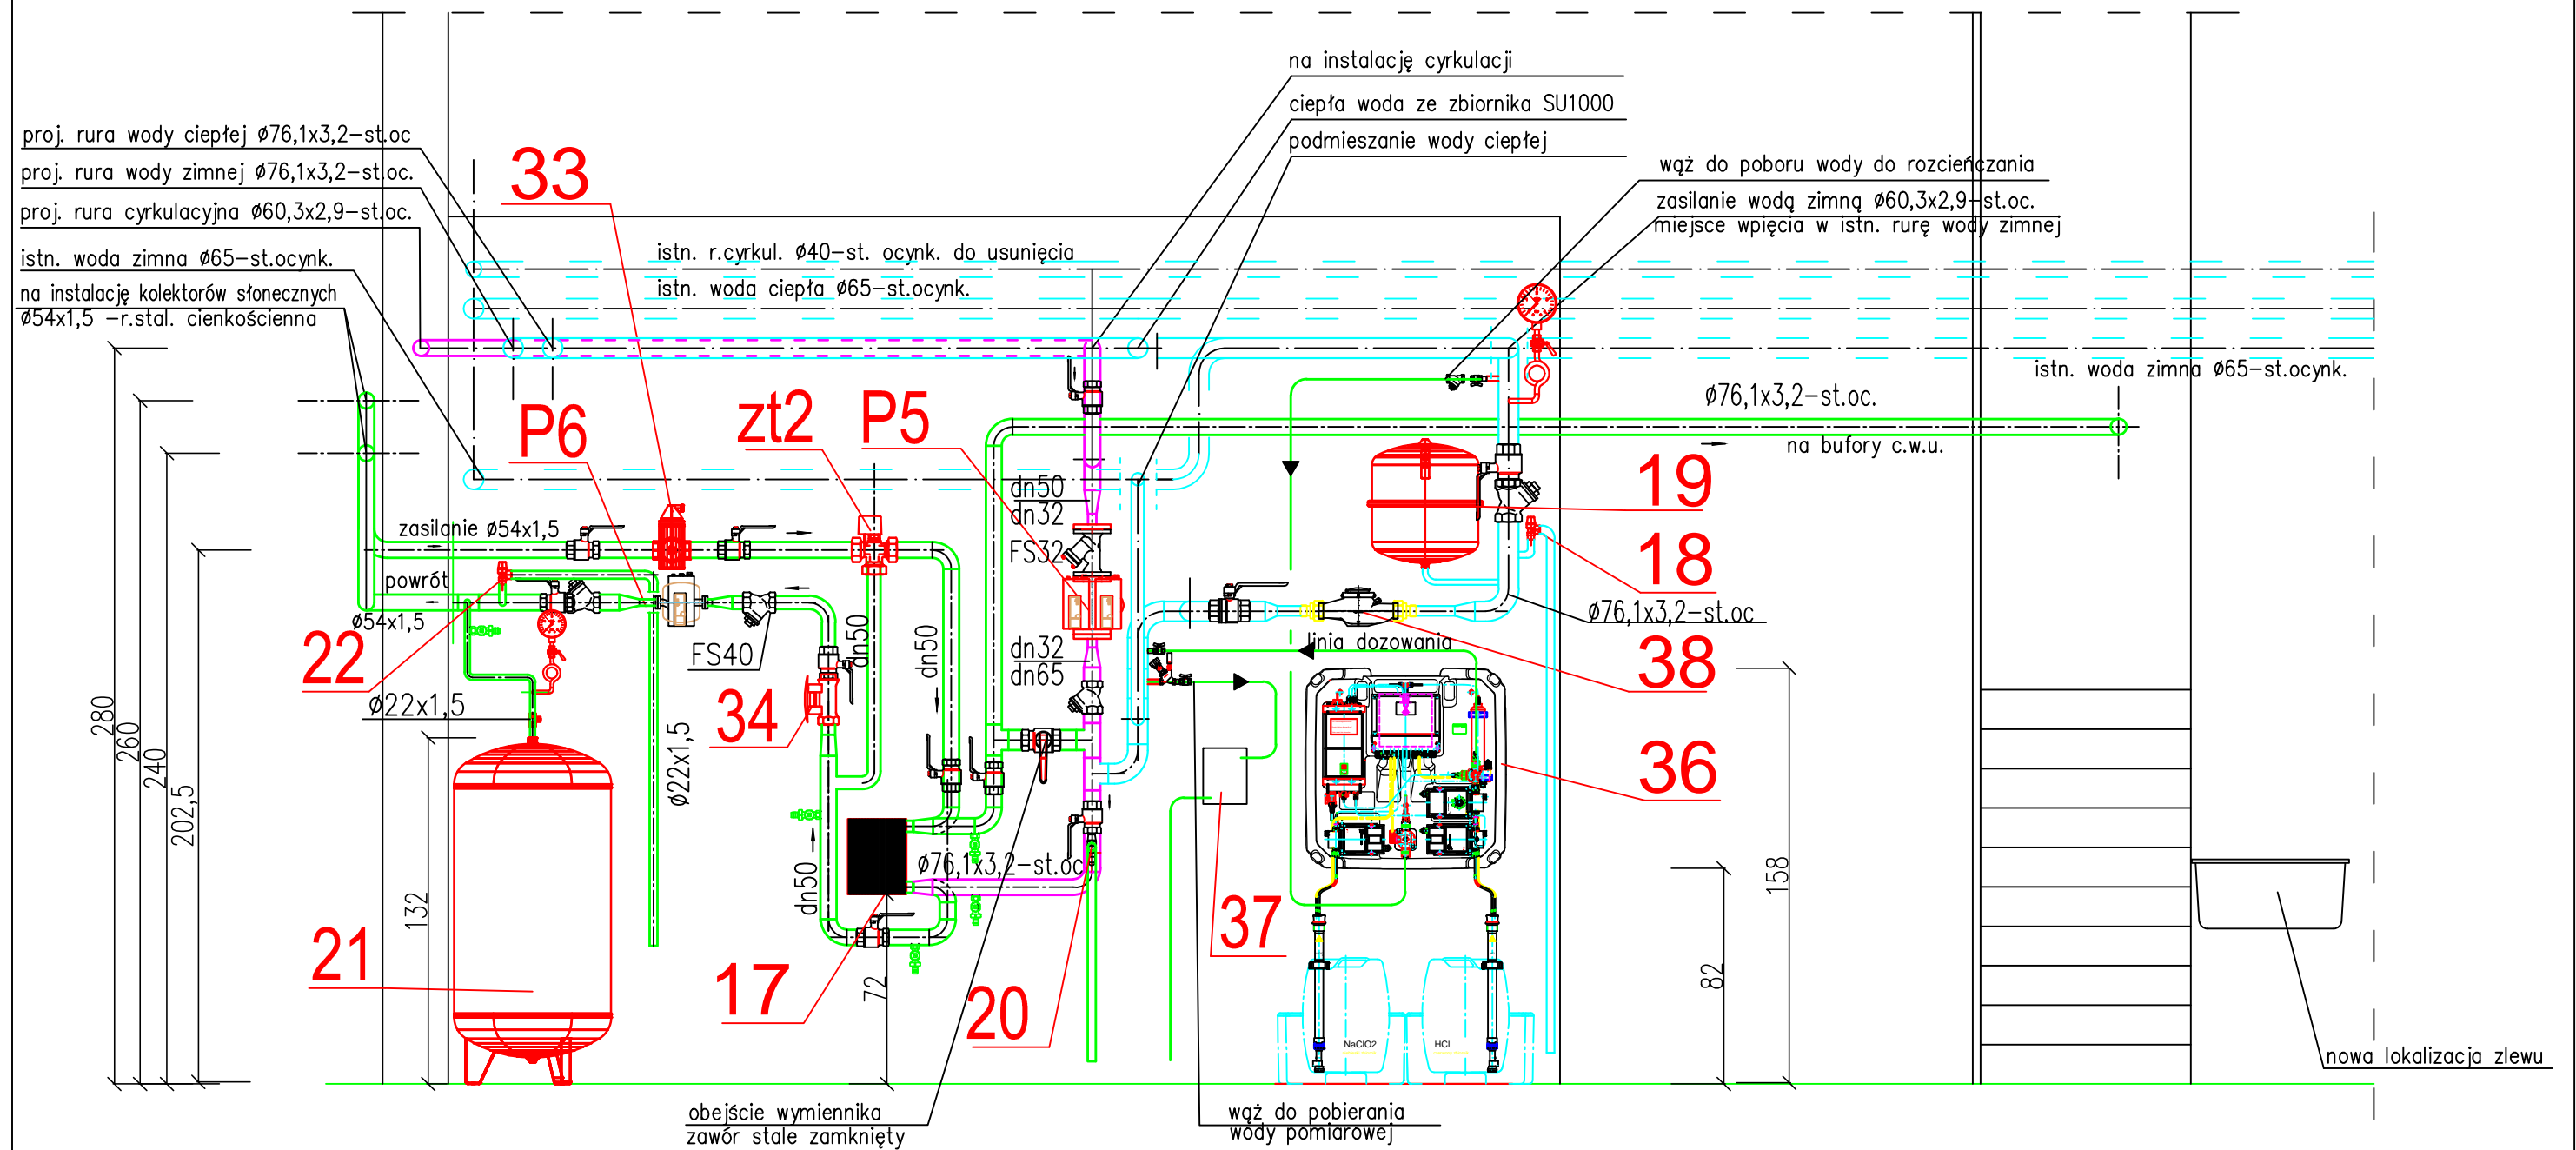 na instalację cyrkulacji
ciepła woda ze zbiornika SU1000
podmieszanie wody ciepłej
proj. rura wody ciepłej ø76,1x3,2-st.oc
proj. rura wody zimnej ø76,1x3,2-st.oc.
proj. rura cyrkulacyjna ø60,3x2,9-st.oc.
istn. woda zimna ø65-st.ocynk.
na instalację kolektorów słonecznych
ø54x1,5 -r.stal. cienkościenna
33
wąż do poboru wody do rozcieńczania
zasilanie wodą zimną ø60,3x2,9-st.oc.
miejsce wpięcia w istn. rurę wody zimnej
istn. r.cyrkul. ø40-st. ocynk. do usunięcia
istn. woda ciepła ø65-st.ocynk.
istn. woda zimna ø65-st.ocynk.
ø76,1x3,2-st.oc.
na bufory c.w.u.
P6
zt2
P5
19
18
dn50
dn32
FS32
zasilanie ø54x1,5
powrót
ø54x1,5
22
FS40
dn50
dn50
dn32
dn65
ø76,1x3,2-st.oc
linia dozowania
38
34
ø22x1,5
ø22x1,5
36
280
260
240
202,5
132
ø76,1x3,2-st.oc
dn50
158
82
37
21
17
72
20
NaClO2
HCl
nowa lokalizacja zlewu
obejście wymiennika
zawór stale zamknięty
wąż do pobierania
wody pomiarowej